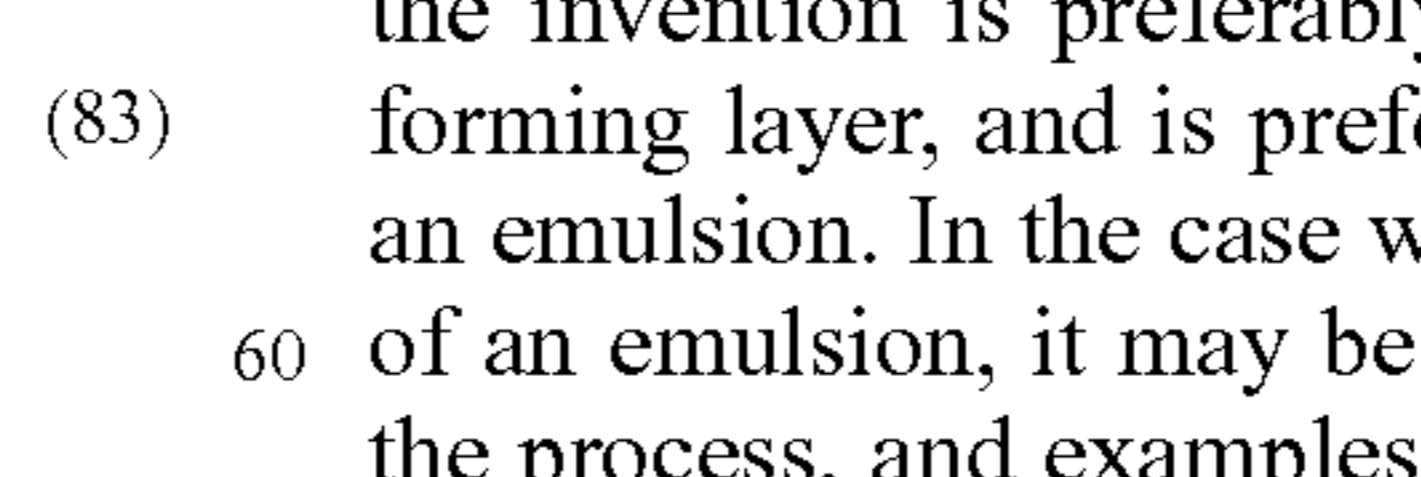 the invention is preferably
(83) forming layer, and is pref
an emulsion. In the case w
60 of an emulsion, it may be
the process, and examples